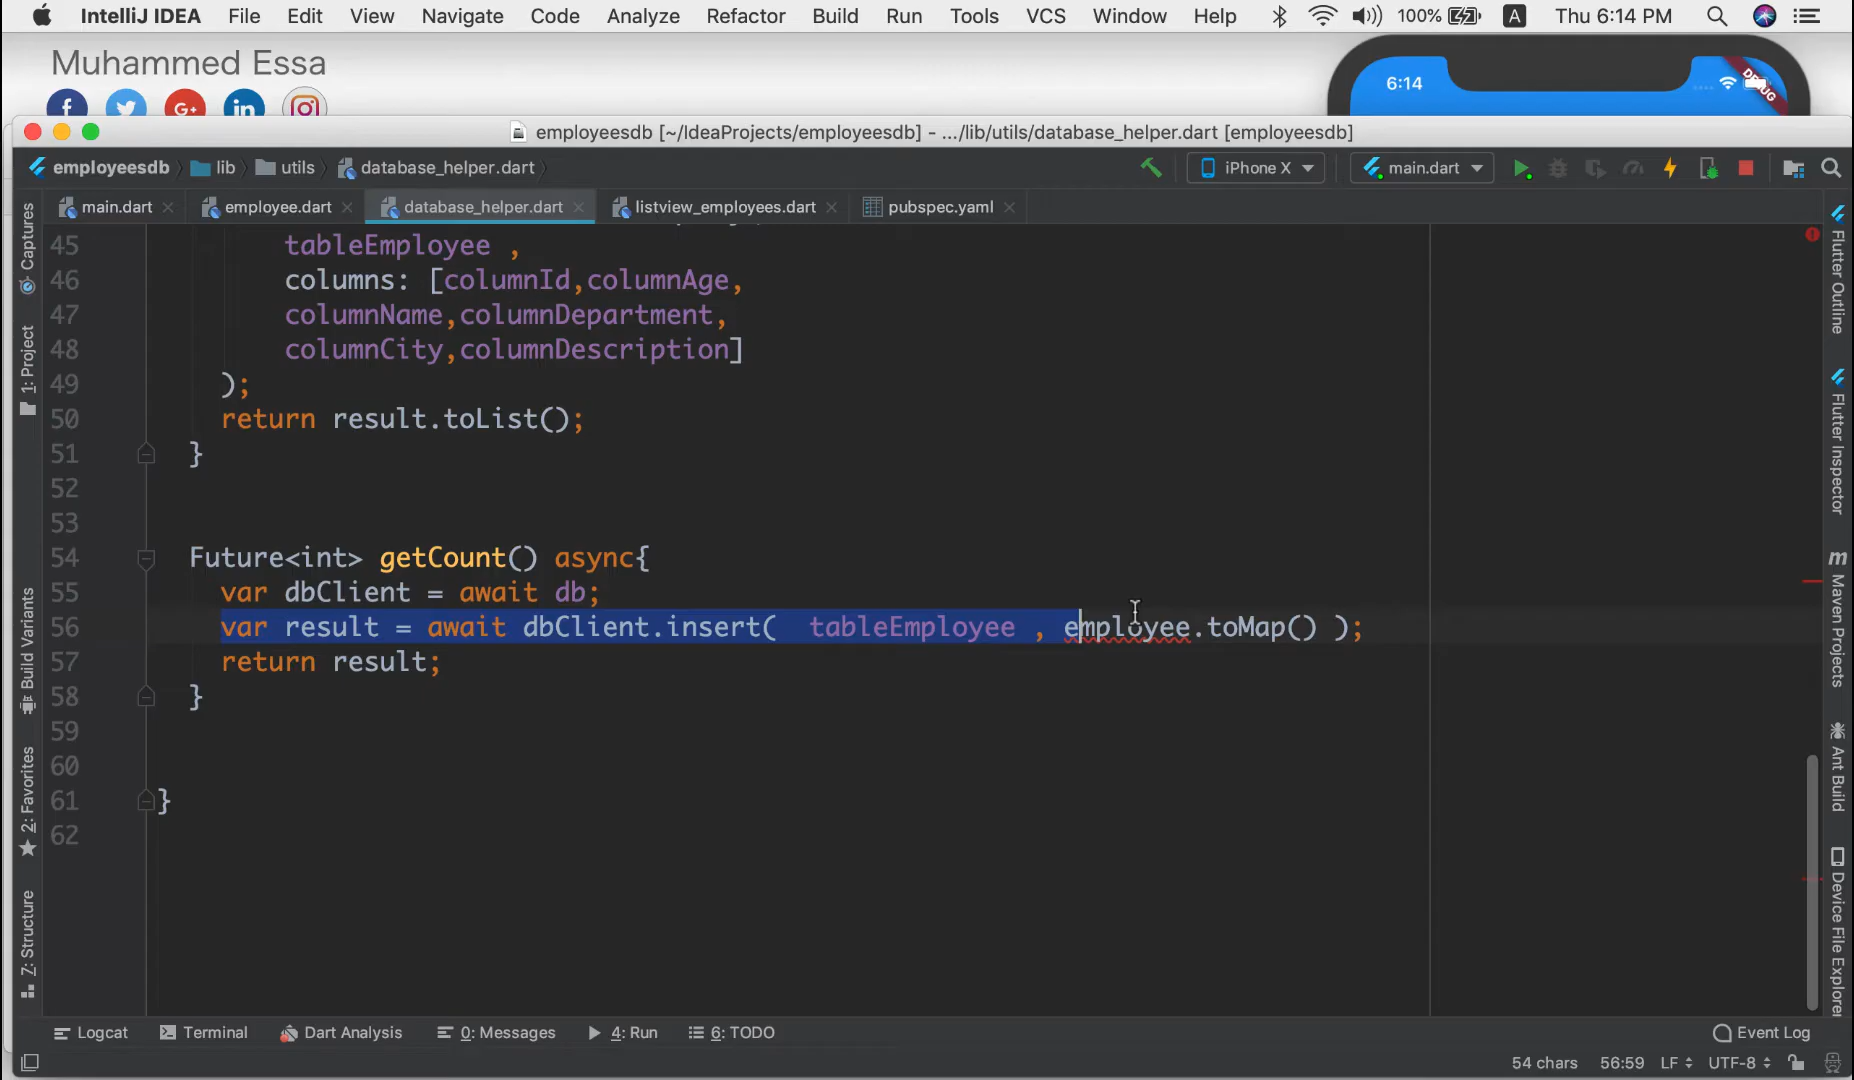 IntelliJ IDEA File Edit View Navigate Code Analyze Refactor Build Run Tools VCS Window Help 100% A Thu 6:14 PM
Muhammed Essa
6:14
DEBUG
employeesdb [~/IdeaProjects/employeesdb] - .../lib/utils/database_helper.dart [employeesdb]
employeesdb lib utils database_helper.dart iPhone X main.dart
main.dart employee.dart database_helper.dart listview_employees.dart pubspec.yaml
45 tableEmployee ,
46 columns: [columnId,columnAge,
47 columnName,columnDepartment,
48 columnCity,columnDescription]
49 );
50 return result.toList();
51 }
52
53
54 Future<int> getCount() async{
55 var dbClient = await db;
56 var result = await dbClient.insert(  tableEmployee , employee.toMap() );
57 return result;
58 }
59
60
61 }
62
Captures
1: Project
Build Variants
2: Favorites
7: Structure
Flutter Outline
Flutter Inspector
Maven Projects
Ant Build
Device File Explorer
Logcat Terminal Dart Analysis 0: Messages 4: Run 6: TODO Event Log
54 chars 56:59 LF UTF-8